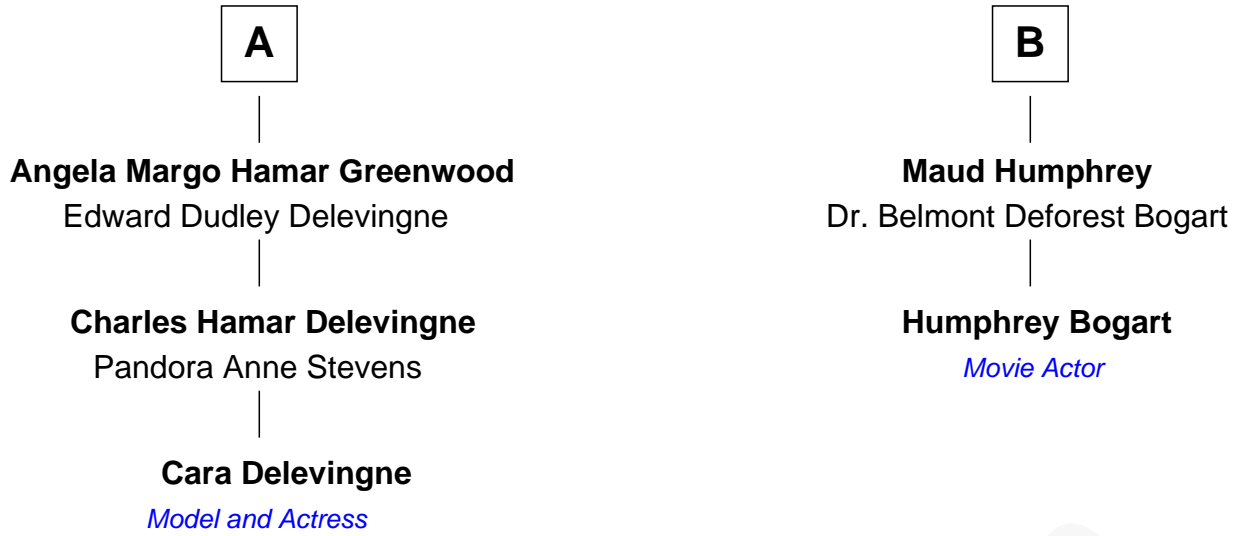 A
Angela Margo Hamar Greenwood
Edward Dudley Delevingne
Charles Hamar Delevingne
Pandora Anne Stevens
Cara Delevingne
Model and Actress
B
Maud Humphrey
Dr. Belmont Deforest Bogart
Humphrey Bogart
Movie Actor